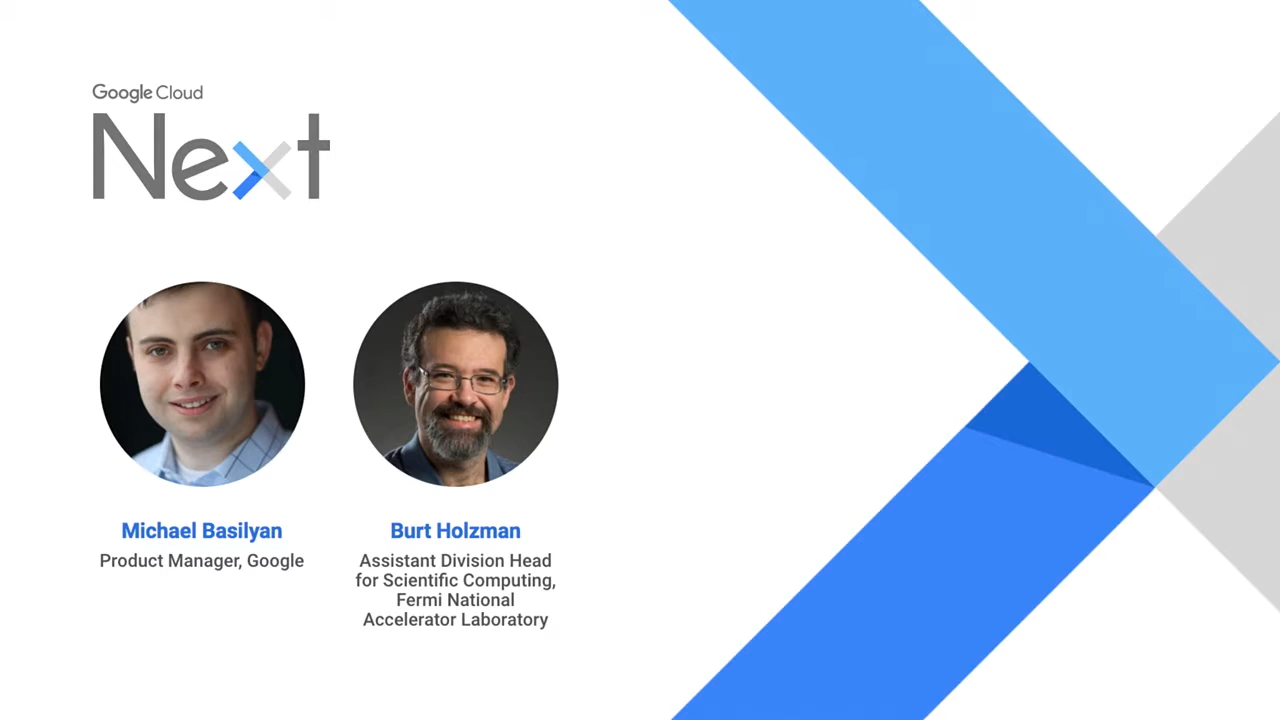 Google Cloud
Next
Michael Basilyan
Product Manager, Google
Burt Holzman
Assistant Division Head
for Scientific Computing,
Fermi National
Accelerator Laboratory